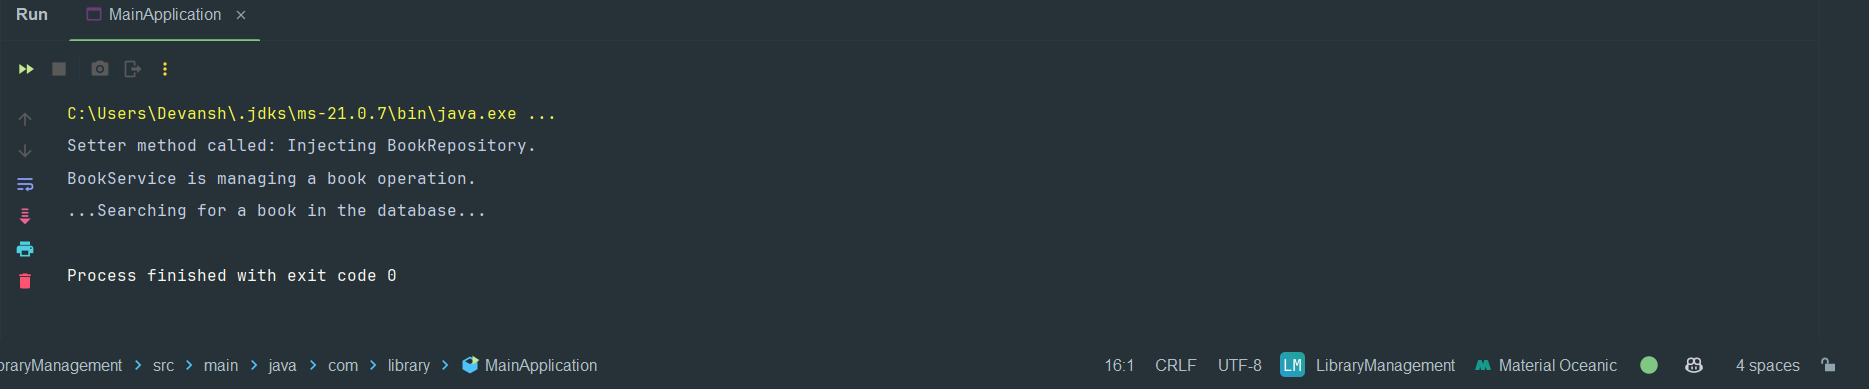 Run MainApplication ×
C:\Users\Devansh\.jdks\ms-21.0.7\bin\java.exe ...
Setter method called: Injecting BookRepository.
BookService is managing a book operation.
...Searching for a book in the database...
Process finished with exit code 0
braryManagement > src > main > java > com > library > MainApplication 16:1 CRLF UTF-8 LM LibraryManagement Material Oceanic 4 spaces